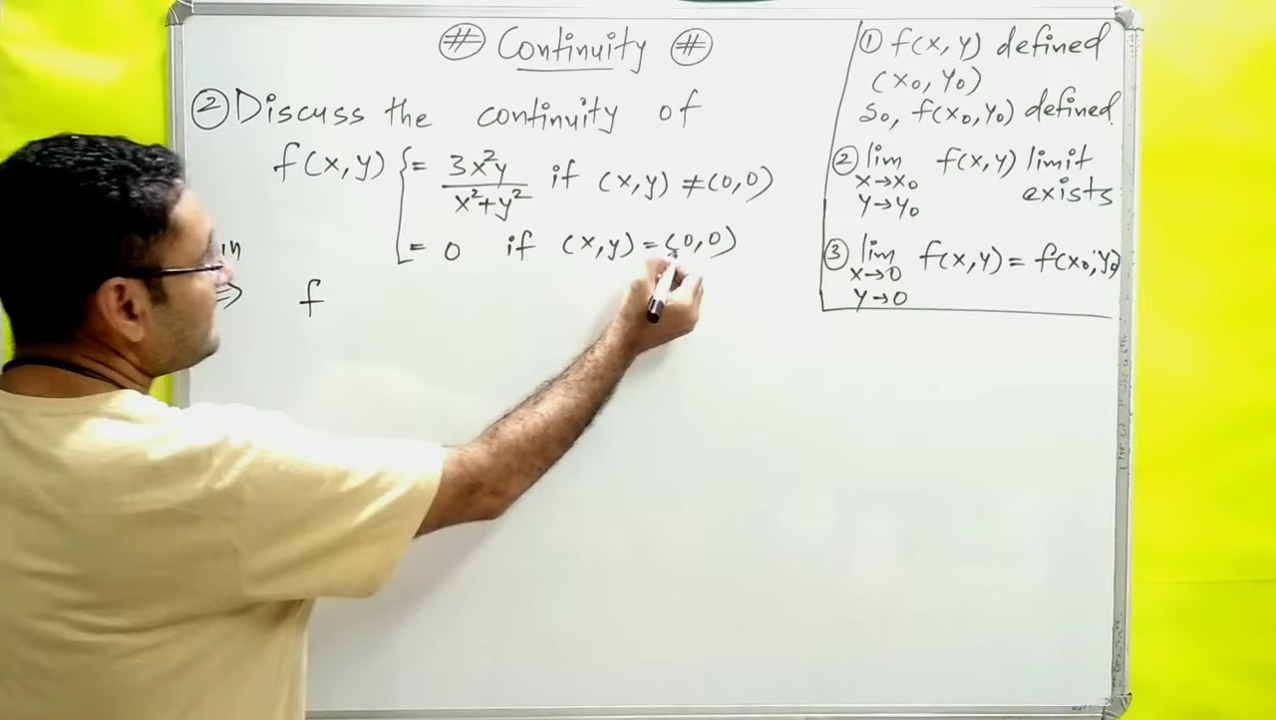 # Continuity #
② Discuss the continuity of
f(x,y) = 3x²y / x²+y² if (x,y) ≠ (0,0)
= 0 if (x,y) = (0,0)
⇒ f
① f(x,y) defined
(x₀, y₀)
So, f(x₀,y₀) defined
② lim f(x,y) limit
x→x₀ exists
y→y₀
③ lim f(x,y) = f(x₀,y₀)
x→0
y→0